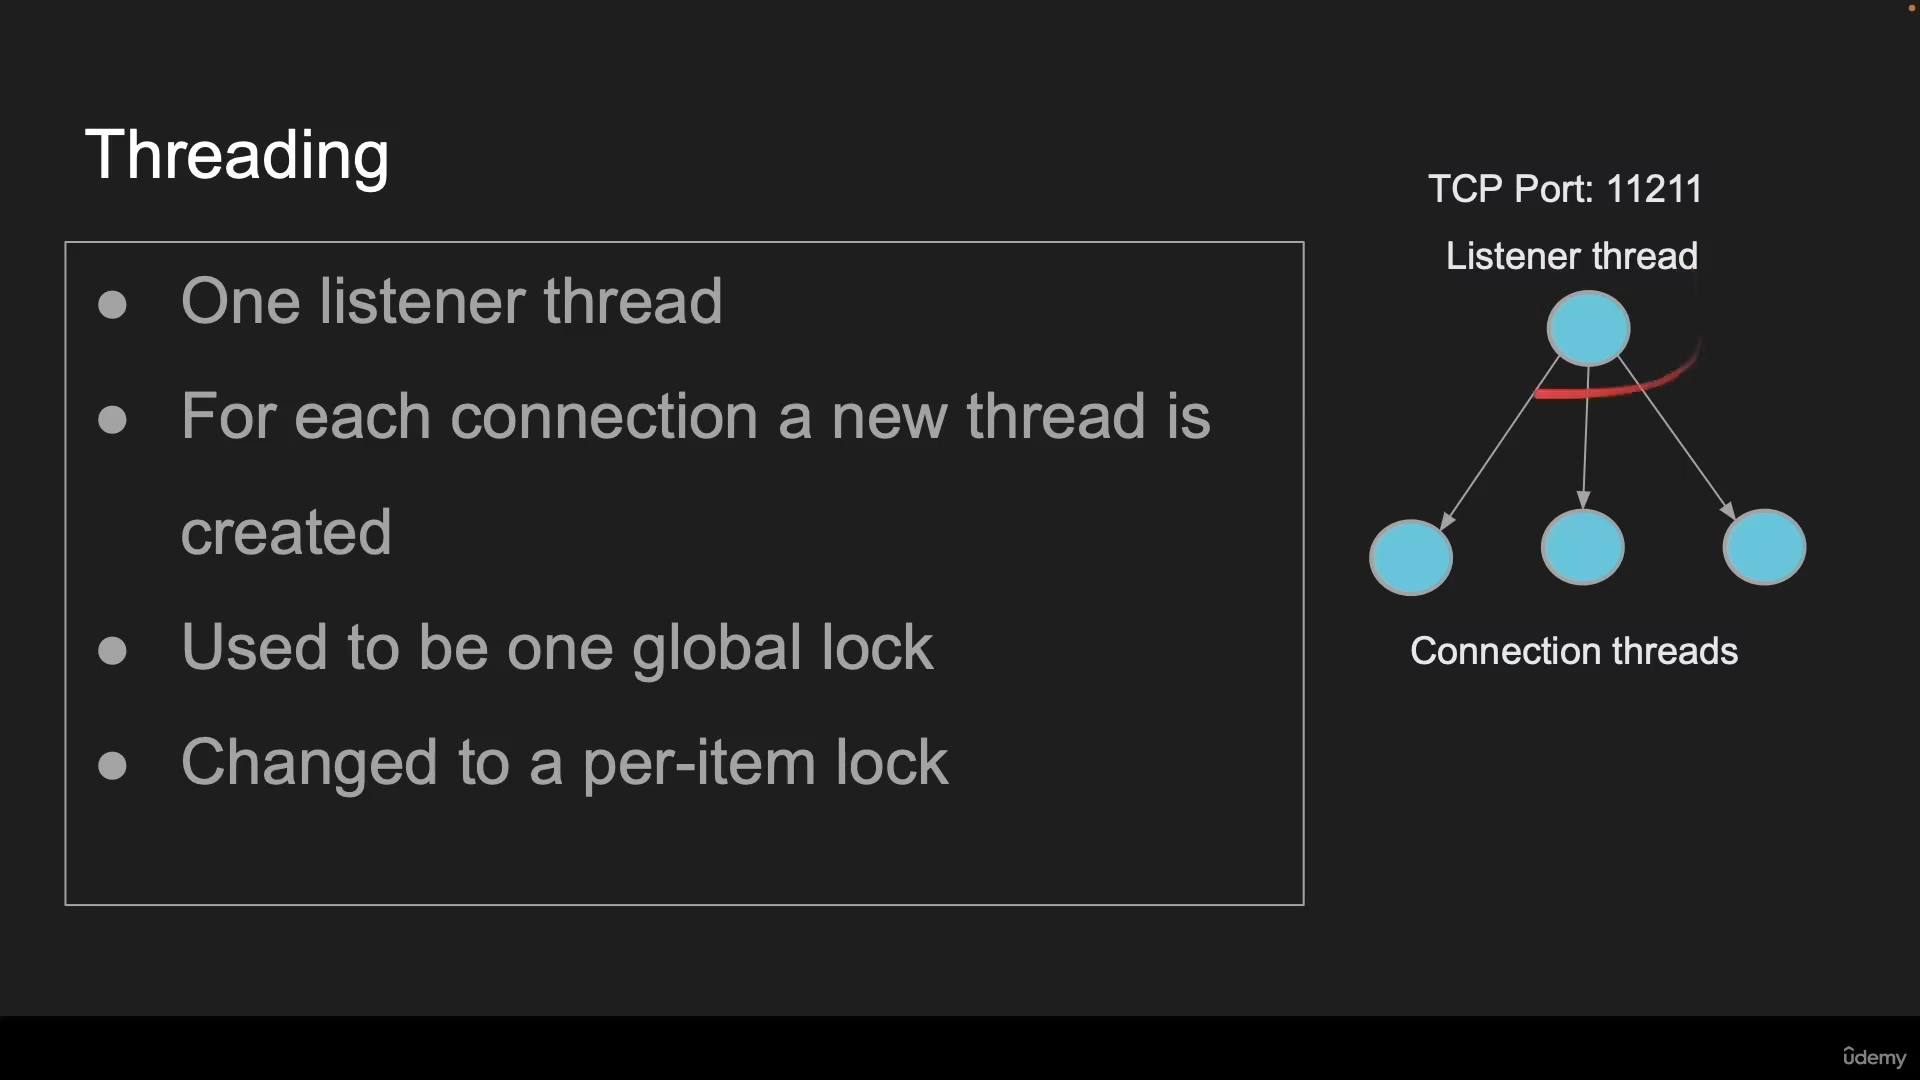 Threading
● One listener thread
● For each connection a new thread is
created
● Used to be one global lock
● Changed to a per-item lock
TCP Port: 11211
Listener thread
Connection threads
ûdemy